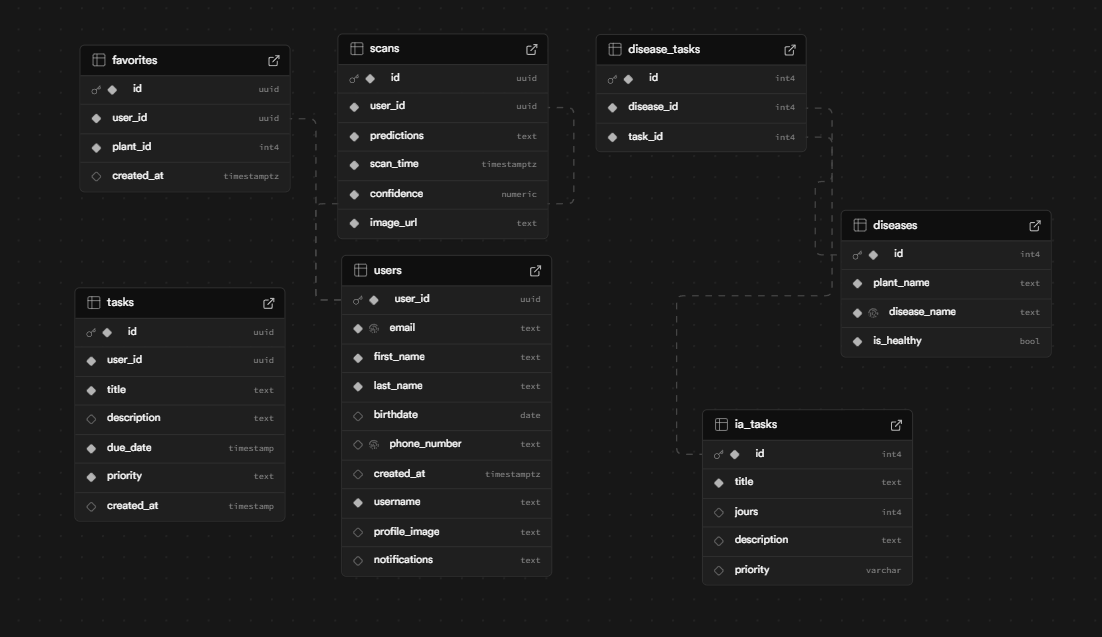 favorites
id uuid
user_id uuid
plant_id int4
created_at timestamptz
scans
id uuid
user_id uuid
predictions text
scan_time timestamptz
confidence numeric
image_url text
disease_tasks
id int4
disease_id int4
task_id int4
diseases
id int4
plant_name text
disease_name text
is_healthy bool
tasks
id uuid
user_id uuid
title text
description text
due_date timestamp
priority text
created_at timestamp
users
user_id uuid
email text
first_name text
last_name text
birthdate date
phone_number text
created_at timestamptz
username text
profile_image text
notifications text
ia_tasks
id int4
title text
jours int4
description text
priority varchar